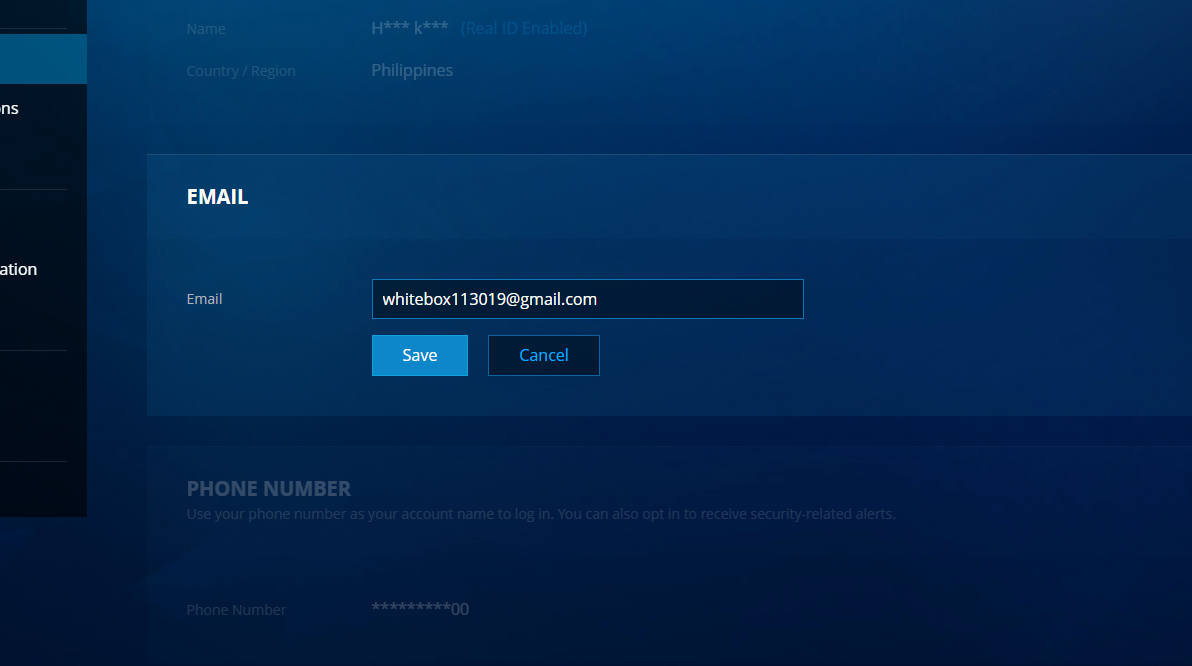 Name H*** k*** (Real ID Enabled)
Country / Region Philippines
ons
EMAIL
ation
Email whitebox113019@gmail.com
Save Cancel
PHONE NUMBER
Use your phone number as your account name to log in. You can also opt in to receive security-related alerts.
Phone Number *********00